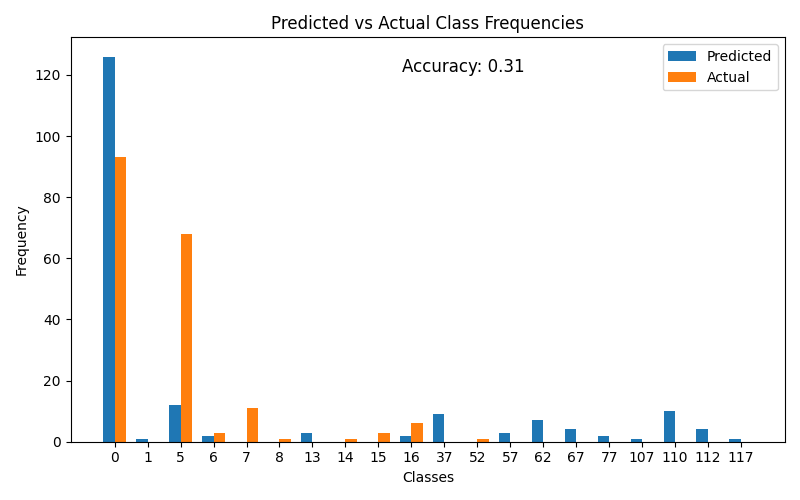 Predicted vs Actual Class Frequencies
Accuracy: 0.31
Predicted
Actual
Frequency
120
100
80
60
40
20
0
0 1 5 6 7 8 13 14 15 16 37 52 57 62 67 77 107 110 112 117
Classes